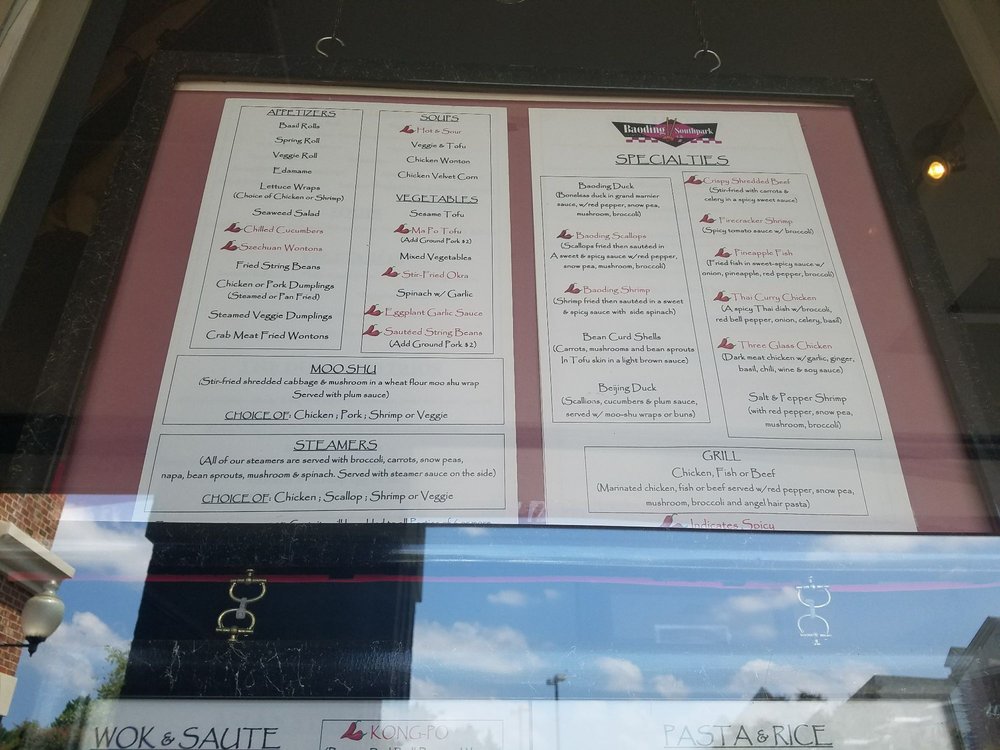 APPETIZERS
Basil Rolls
Spring Roll
Veggie Roll
Edamame
Lettuce Wraps
(Choice of Chicken or Shrimp)
Seaweed Salad
Chilled Cucumbers
Szechuan Wontons
Fried String Beans
Chicken or Pork Dumplings
(Steamed or Pan Fried)
Steamed Veggie Dumplings
Crab Meat Fried Wontons
SOUPS
Hot & Sour
Veggie & Tofu
Chicken Wonton
Chicken Velvet Corn
VEGETABLES
Sesame Tofu
Ma Po Tofu
(Add Ground Pork $2)
Mixed Vegetables
Stir-Fried Okra
Spinach w/ Garlic
Eggplant Garlic Sauce
Sautéed String Beans
(Add Ground Pork $2)
MOO SHU
(Stir-fried shredded cabbage & mushroom in a wheat flour moo shu wrap
Served with plum sauce)
CHOICE OF: Chicken ; Pork ; Shrimp or Veggie
STEAMERS
(All of our steamers are served with broccoli, carrots, snow peas,
napa, bean sprouts, mushroom & spinach. Served with steamer sauce on the side)
CHOICE OF: Chicken ; Scallop ; Shrimp or Veggie
Baoding Southpark
SPECIALTIES
Baoding Duck
(Boneless duck in grand marnier
sauce, w/red pepper, snow pea,
mushroom, broccoli)
Baoding Scallops
(Scallops fried then sautéed in
A sweet & spicy sauce w/red pepper,
snow pea, mushroom, broccoli)
Baoding Shrimp
(Shrimp fried then sautéed in a sweet
& spicy sauce with side spinach)
Bean Curd Shells
(Carrots, mushrooms and bean sprouts
In Tofu skin in a light brown sauce)
Beijing Duck
(Scallions, cucumbers & plum sauce,
served w/ moo-shu wraps or buns)
Crispy Shredded Beef
(Stir-fried with carrots &
celery in a spicy sweet sauce)
Firecracker Shrimp
(Spicy tomato sauce w/ broccoli)
Pineapple Fish
(Fried fish in sweet-spicy sauce w/
onion, pineapple, red pepper, broccoli)
Thai Curry Chicken
(A spicy Thai dish w/broccoli,
red bell pepper, onion, celery, basil)
Three Glass Chicken
(Dark meat chicken w/garlic, ginger,
basil, chili, wine & soy sauce)
Salt & Pepper Shrimp
(with red pepper, snow pea,
mushroom, broccoli)
GRILL
Chicken, Fish or Beef
(Marinated chicken, fish or beef served w/red pepper, snow pea,
mushroom, broccoli and angel hair pasta)
Indicates Spicy
WOK & SAUTE
KONG-PO
PASTA & RICE